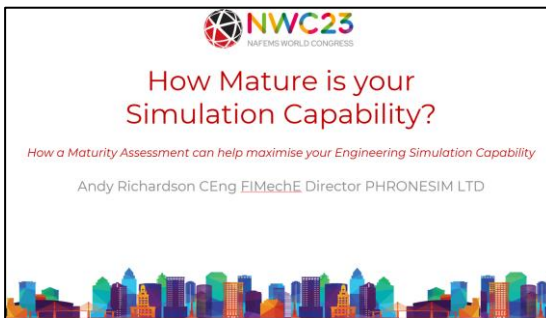 NWC23
NAFEMS WORLD CONGRESS
How Mature is your
Simulation Capability?
How a Maturity Assessment can help maximise your Engineering Simulation Capability
Andy Richardson CEng FIMechE Director PHRONESIM LTD